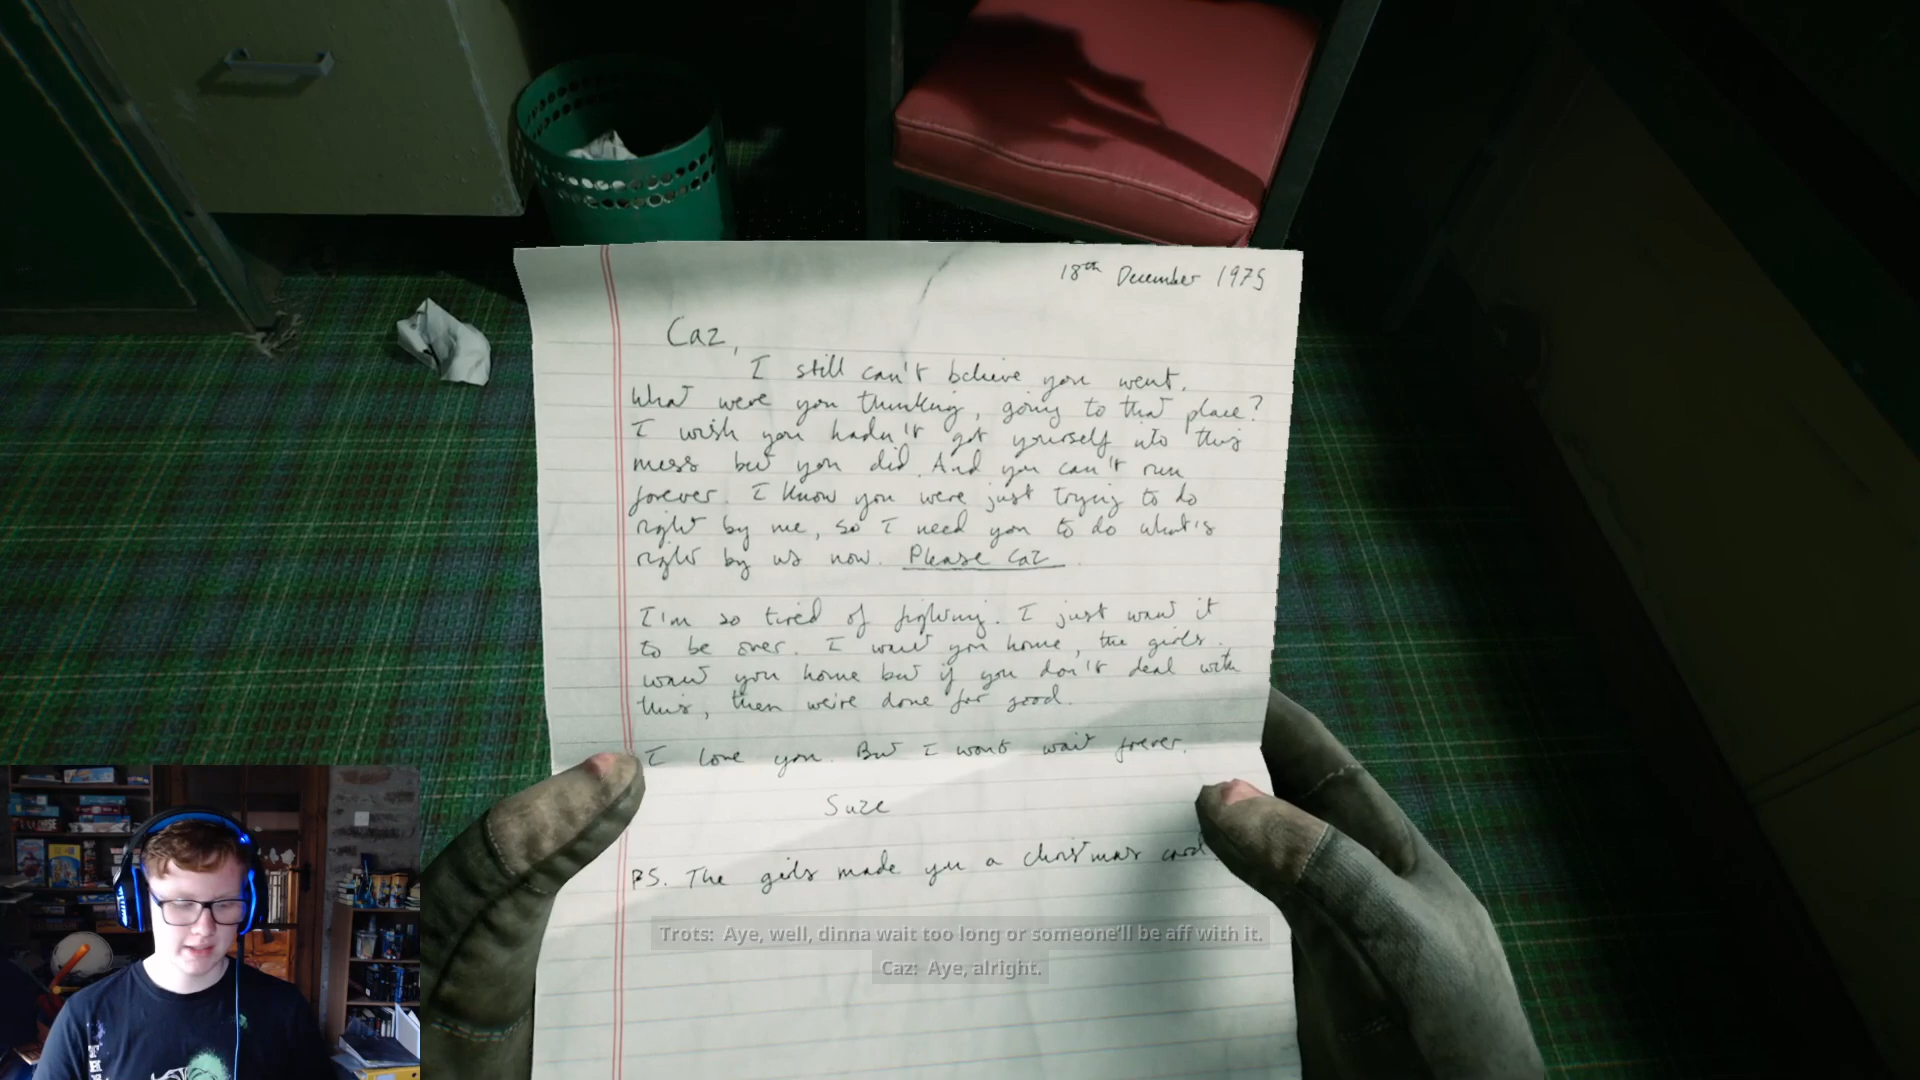 18th December 1975
Caz,
I still can't believe you went.
What were you thinking, going to that place?
I wish you hadn't got yourself into this
mess but you did. And you can't run
forever. I know you were just trying to do
right by me, so I need you to do what's
right by us now. Please Caz.
I'm so tired of fighting. I just want it
to be over. I want you home, the girls
want you home but if you don't deal with
this, then we're done for good.
I love you. But I wont wait forever.
Suze
P.S. The girls made you a christmas card.
Trots: Aye, well, dinna wait too long or someone'll be aff with it.
Caz: Aye, alright.